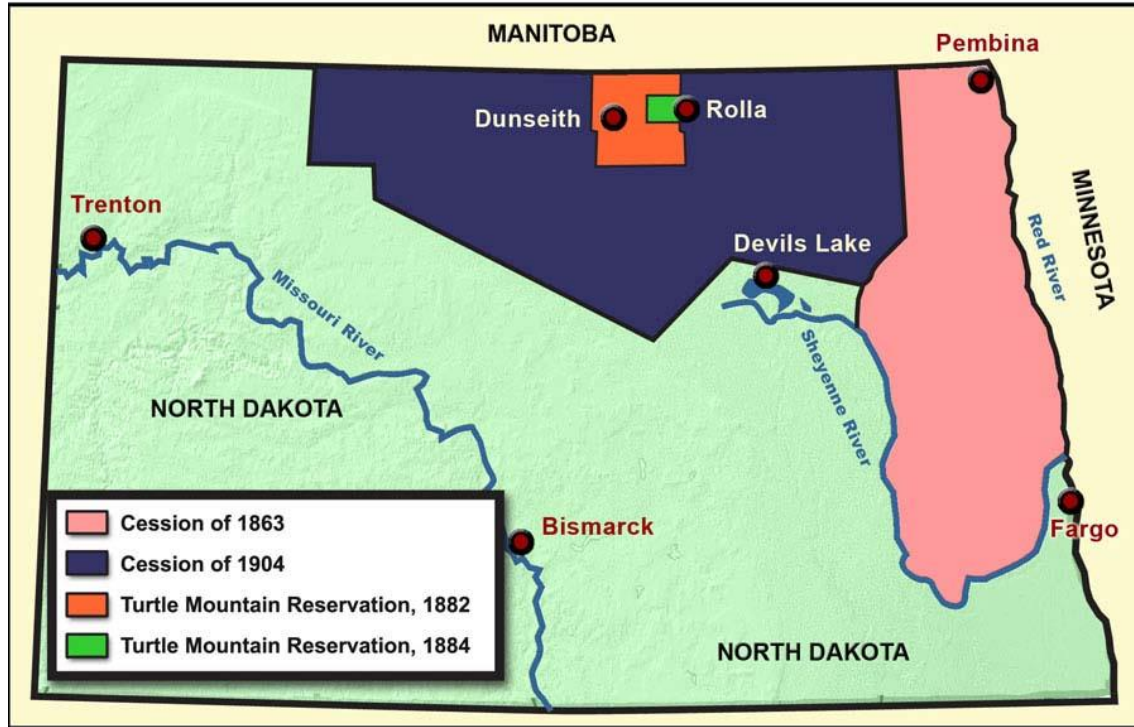 MANITOBA
Pembina
Dunseith
Rolla
MINNESOTA
Trenton
Red River
Devils Lake
Missouri River
Sheyenne River
NORTH DAKOTA
Cession of 1863
Cession of 1904
Turtle Mountain Reservation, 1882
Turtle Mountain Reservation, 1884
Bismarck
Fargo
NORTH DAKOTA